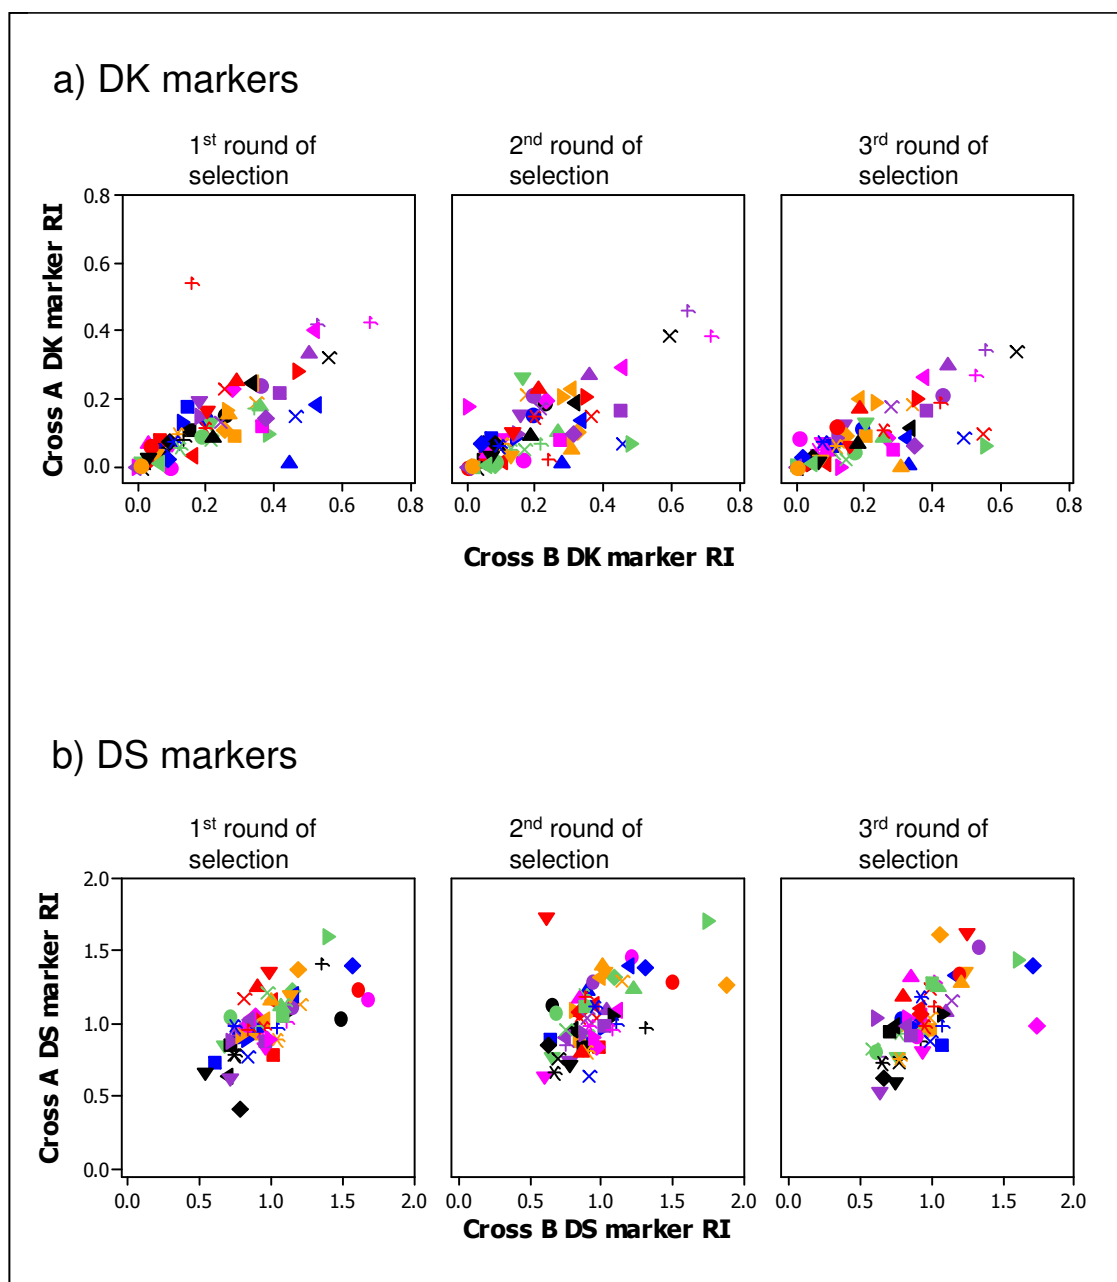 a) DK markers
1st round of
selection
2nd round of
selection
3rd round of
selection
Cross A DK marker RI
0.8
0.6
0.4
0.2
0.0
0.0 0.2 0.4 0.6 0.8
0.0 0.2 0.4 0.6 0.8
0.0 0.2 0.4 0.6 0.8
Cross B DK marker RI
b) DS markers
1st round of
selection
2nd round of
selection
3rd round of
selection
Cross A DS marker RI
2.0
1.5
1.0
0.5
0.0
0.0 0.5 1.0 1.5 2.0
0.0 0.5 1.0 1.5 2.0
0.0 0.5 1.0 1.5 2.0
Cross B DS marker RI